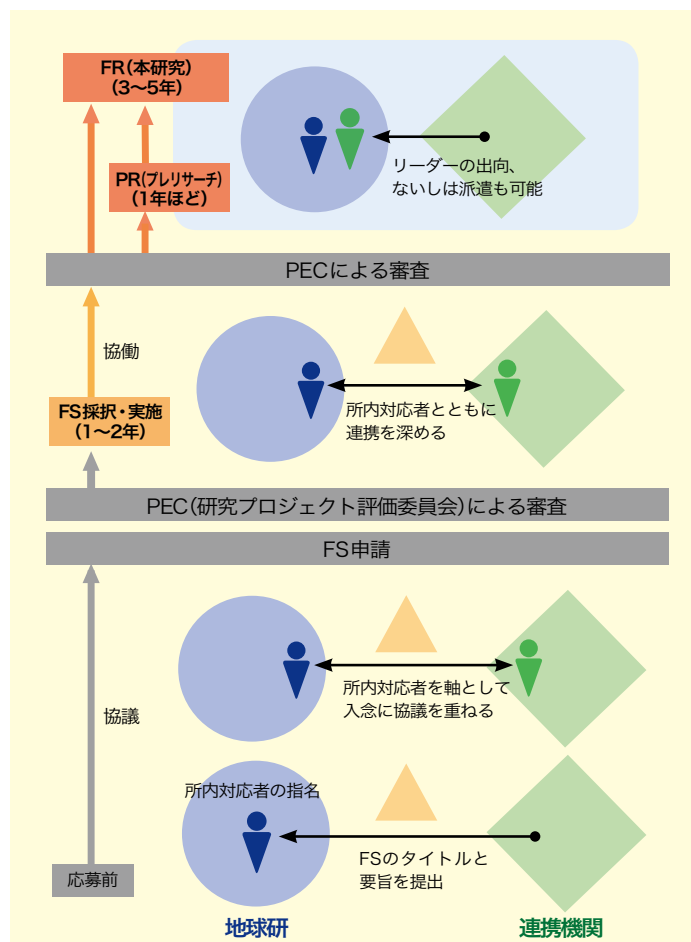 FR(本研究)
(3〜5年)
PR(プレリサーチ)
(1年ほど)
リーダーの出向、
ないしは派遣も可能
PECによる審査
協働
FS採択・実施
(1〜2年)
所内対応者とともに
連携を深める
PEC(研究プロジェクト評価委員会)による審査
FS申請
協議
所内対応者を軸として
入念に協議を重ねる
所内対応者の指名
FSのタイトルと
要旨を提出
応募前
地球研
連携機関